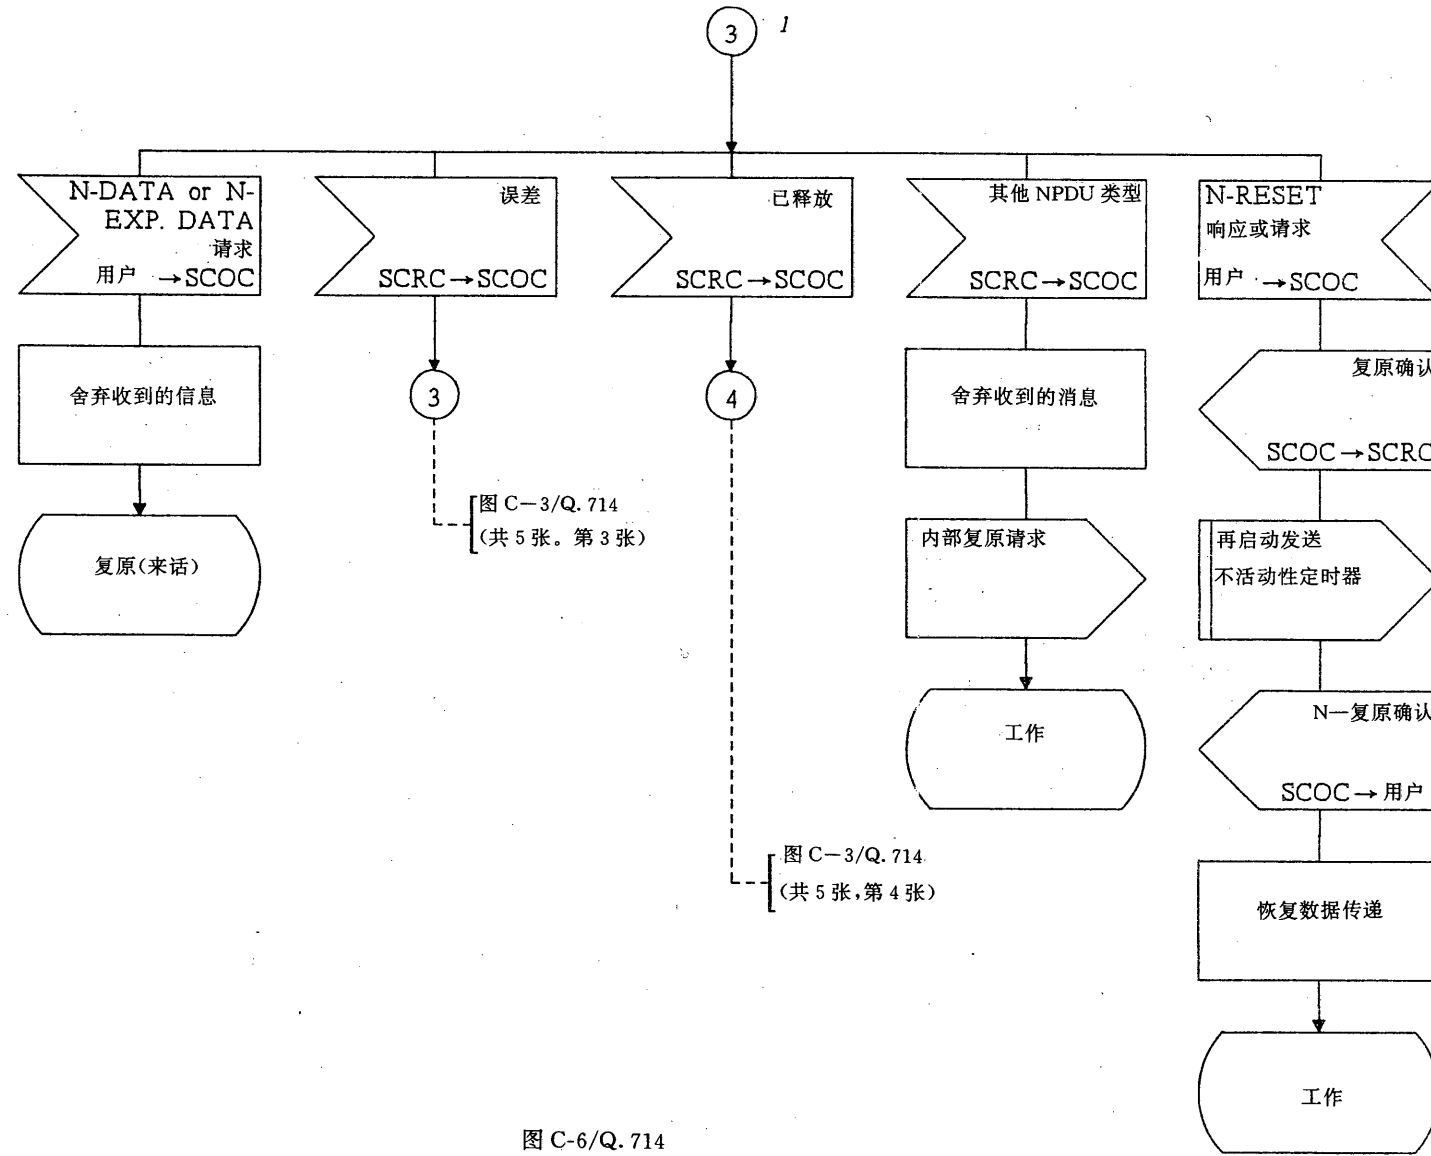 3 1
N-DATA or N-
EXP. DATA
请求
用户 →SCOC
误差
SCRC→SCOC
已释放
SCRC→SCOC
其他 NPDU 类型
SCRC→SCOC
N-RESET
响应或请求
用户 →SCOC
舍弃收到的信息
3
4
舍弃收到的消息
复原确认
SCOC→SCRC
图 C—3/Q. 714
(共 5 张。第 3 张)
复原(来话)
内部复原请求
再启动发送
不活动性定时器
工作
N—复原确认
SCOC→用户
图 C—3/Q. 714
(共 5 张,第 4 张)
恢复数据传递
工作
图 C-6/Q. 714